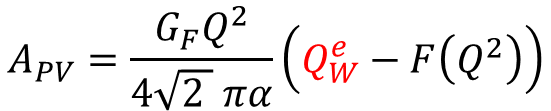 $A_{PV} = \frac{G_F Q^2}{4\sqrt{2}\,\pi\alpha}\left(Q_W^e - F(Q^2)\right)$